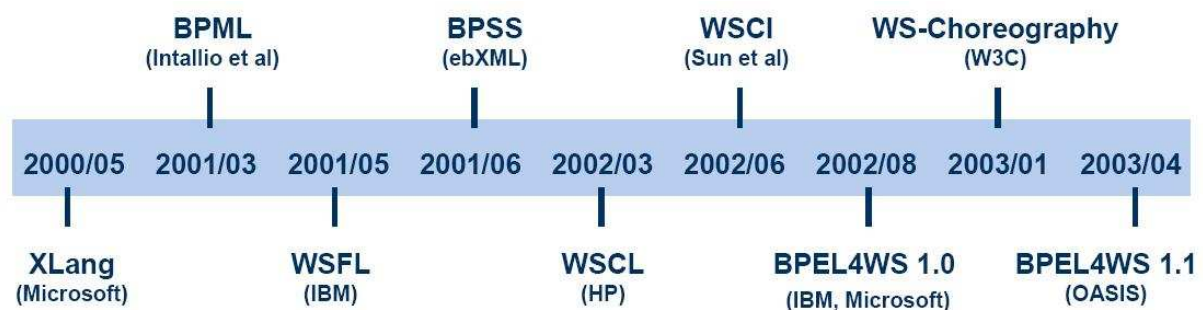 BPML
(Intallio et al)
BPSS
(ebXML)
WSCI
(Sun et al)
WS-Choreography
(W3C)
2000/05 2001/03 2001/05 2001/06 2002/03 2002/06 2002/08 2003/01 2003/04
XLang
(Microsoft)
WSFL
(IBM)
WSCL
(HP)
BPEL4WS 1.0
(IBM, Microsoft)
BPEL4WS 1.1
(OASIS)